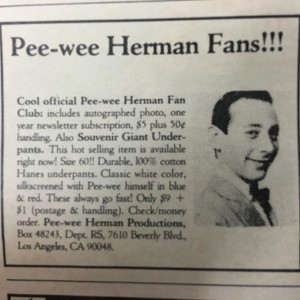 Pee-wee Herman Fans!!!
Cool official Pee-wee Herman Fan
Club: includes autographed photo, one
year newsletter subscription, $5 plus 50¢
handling. Also Souvenir Giant Under-
pants. This hot selling item is available
right now! Size 60!! Durable, 100% cotton
Hanes underpants. Classic white color,
silkscreened with Pee-wee himself in blue
& red. These always go fast! Only $9 +
$1 (postage & handling). Check/money
order. Pee-wee Herman Productions,
Box 48243, Dept. RS, 7610 Beverly Blvd.,
Los Angeles, CA 90048.